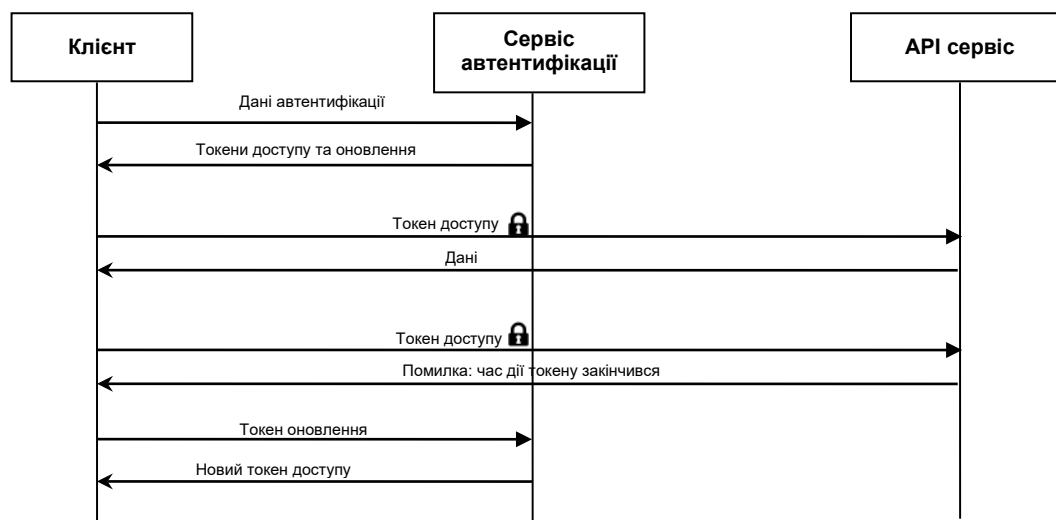 Клієнт
Сервіс
автентифікації
API сервіс
Дані автентифікації
Токени доступу та оновлення
Токен доступу
Дані
Токен доступу
Помилка: час дії токену закінчився
Токен оновлення
Новий токен доступу